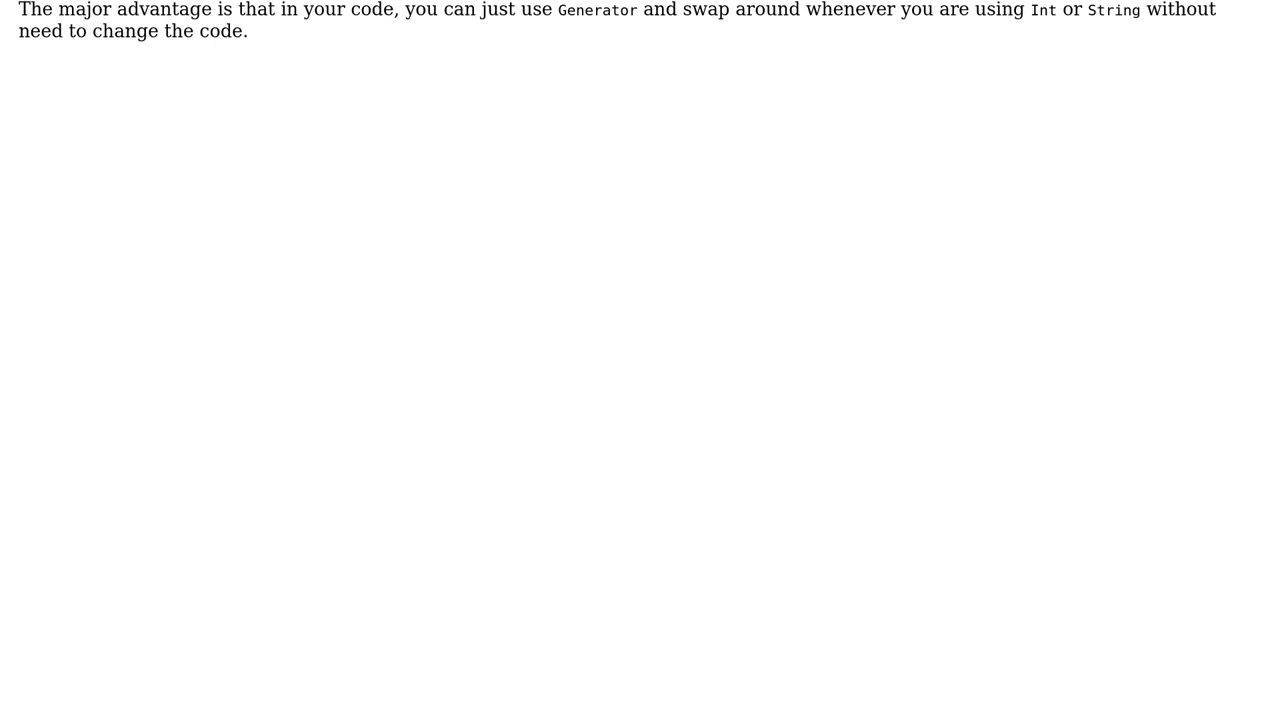 The major advantage is that in your code, you can just use Generator and swap around whenever you are using Int or String without
need to change the code.